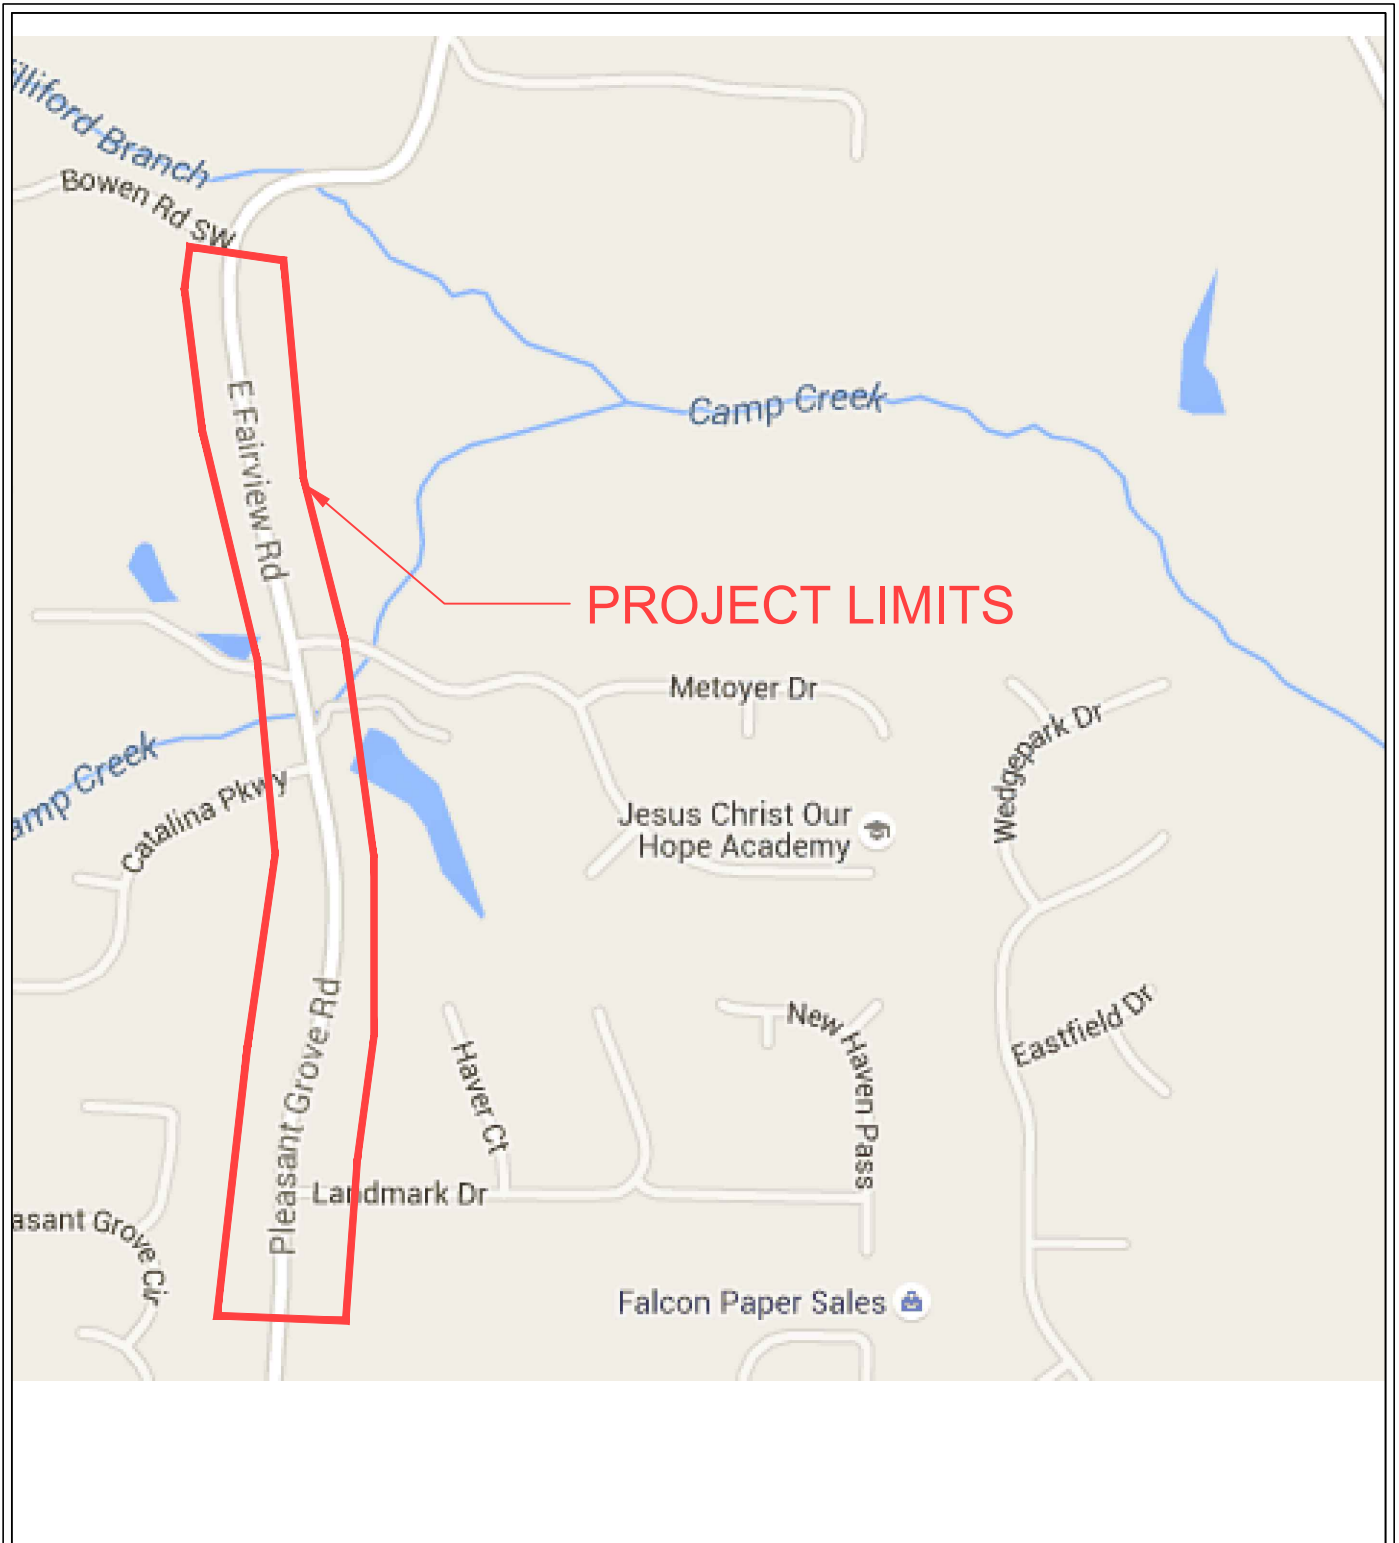 illiford Branch
Bowen Rd SW
E Fairview Rd
Camp Creek
PROJECT LIMITS
Metoyer Dr
Wedgepark Dr
amp Creek
Catalina Pkwy
Jesus Christ Our
Hope Academy
Pleasant Grove Rd
New Haven Pass
Eastfield Dr
Haver Ct
Landmark Dr
asant Grove Cir
Falcon Paper Sales